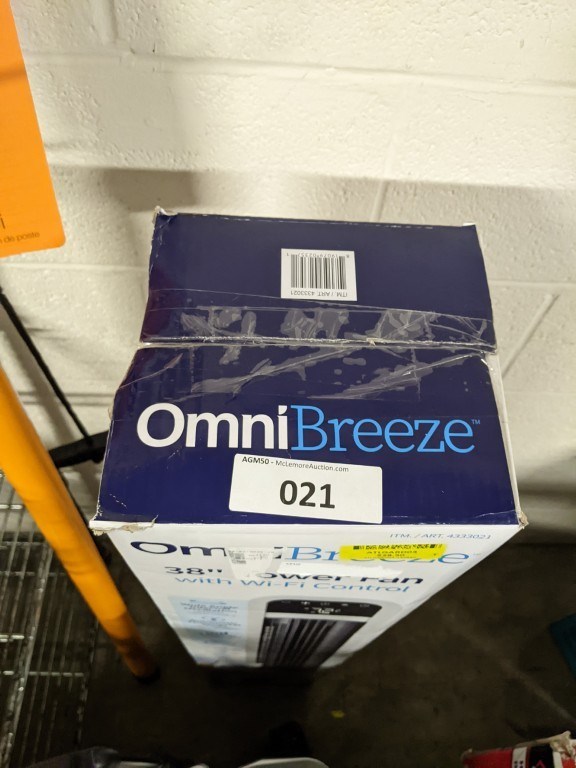 de poste
ITM. / ART. 4333021
OmniBreeze™
AGM50 - McLemoreAuction.com
021
ITM. / ART. 4333021
OmniBreeze
38" Tower Fan
with Wi-Fi Control